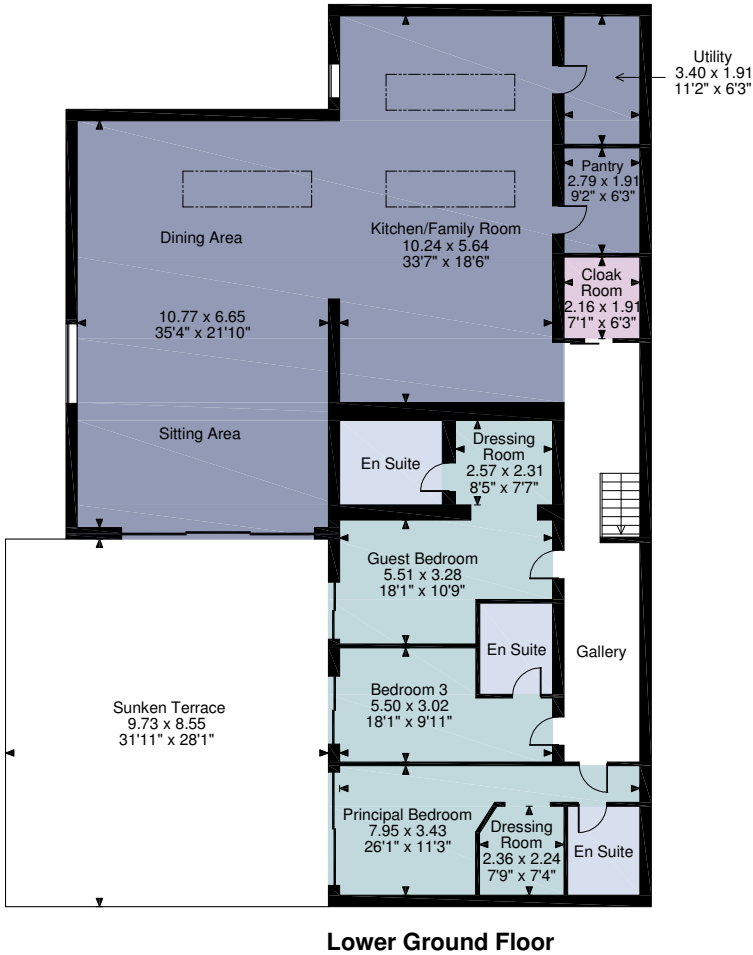 Utility
3.40 x 1.91
11'2" x 6'3"
Pantry
2.79 x 1.91
9'2" x 6'3"
Kitchen/Family Room
10.24 x 5.64
33'7" x 18'6"
Dining Area
10.77 x 6.65
35'4" x 21'10"
Sitting Area
Cloak
Room
2.16 x 1.91
7'1" x 6'3"
En Suite
Dressing
Room
2.57 x 2.31
8'5" x 7'7"
Guest Bedroom
5.51 x 3.28
18'1" x 10'9"
En Suite
Gallery
Bedroom 3
5.50 x 3.02
18'1" x 9'11"
Sunken Terrace
9.73 x 8.55
31'11" x 28'1"
Principal Bedroom
7.95 x 3.43
26'1" x 11'3"
Dressing
Room
2.36 x 2.24
7'9" x 7'4"
En Suite
Lower Ground Floor